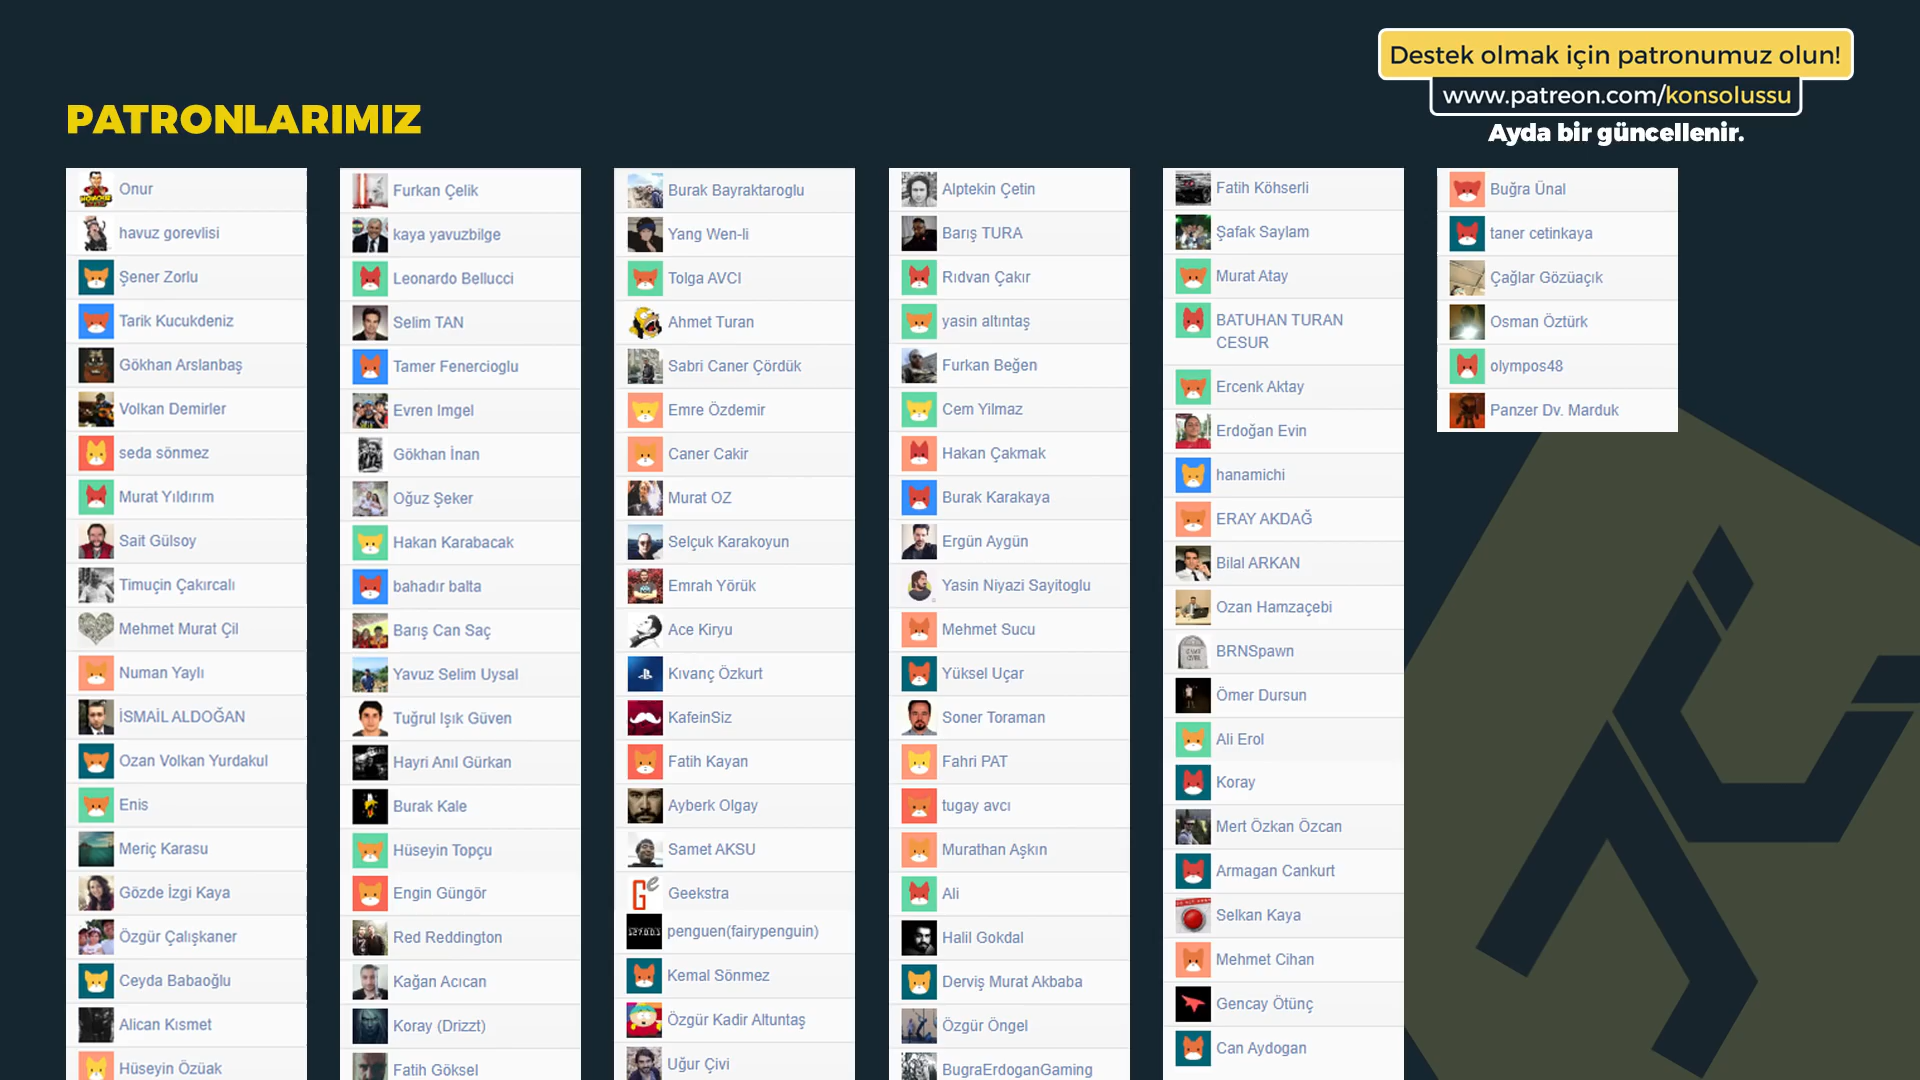 Destek olmak için patronumuz olun!
www.patreon.com/konsolussu
Ayda bir güncellenir.
PATRONLARIMIZ
Onur
havuz gorevlisi
Şener Zorlu
Tarik Kucukdeniz
Gökhan Arslanbaş
Volkan Demirler
seda sönmez
Murat Yıldırım
Sait Gülsoy
Timuçin Çakırcalı
Mehmet Murat Çil
Numan Yaylı
İSMAİL ALDOĞAN
Ozan Volkan Yurdakul
Enis
Meriç Karasu
Gözde İzgi Kaya
Özgür Çalışkaner
Ceyda Babaoğlu
Alican Kısmet
Hüseyin Özüak
Furkan Çelik
kaya yavuzbilge
Leonardo Bellucci
Selim TAN
Tamer Fenercioglu
Evren Imgel
Gökhan İnan
Oğuz Şeker
Hakan Karabacak
bahadır balta
Barış Can Saç
Yavuz Selim Uysal
Tuğrul Işık Güven
Hayri Anıl Gürkan
Burak Kale
Hüseyin Topçu
Engin Güngör
Red Reddington
Kağan Acıcan
Koray (Drizzt)
Fatih Göksel
Burak Bayraktaroglu
Yang Wen-li
Tolga AVCI
Ahmet Turan
Sabri Caner Çördük
Emre Özdemir
Caner Cakir
Murat OZ
Selçuk Karakoyun
Emrah Yörük
Ace Kiryu
Kıvanç Özkurt
KafeinSiz
Fatih Kayan
Ayberk Olgay
Samet AKSU
Geekstra
penguen(fairypenguin)
Kemal Sönmez
Özgür Kadir Altuntaş
Uğur Çivi
Alptekin Çetin
Barış TURA
Rıdvan Çakır
yasin altıntaş
Furkan Beğen
Cem Yilmaz
Hakan Çakmak
Burak Karakaya
Ergün Aygün
Yasin Niyazi Sayitoglu
Mehmet Sucu
Yüksel Uçar
Soner Toraman
Fahri PAT
tugay avcı
Murathan Aşkın
Ali
Halil Gokdal
Derviş Murat Akbaba
Özgür Öngel
BugraErdoganGaming
Fatih Köhserli
Şafak Saylam
Murat Atay
BATUHAN TURAN
CESUR
Ercenk Aktay
Erdoğan Evin
hanamichi
ERAY AKDAĞ
Bilal ARKAN
Ozan Hamzaçebi
BRNSpawn
Ömer Dursun
Ali Erol
Koray
Mert Özkan Özcan
Armagan Cankurt
Selkan Kaya
Mehmet Cihan
Gencay Ötünç
Can Aydogan
Buğra Ünal
taner cetinkaya
Çağlar Gözüaçık
Osman Öztürk
olympos48
Panzer Dv. Marduk